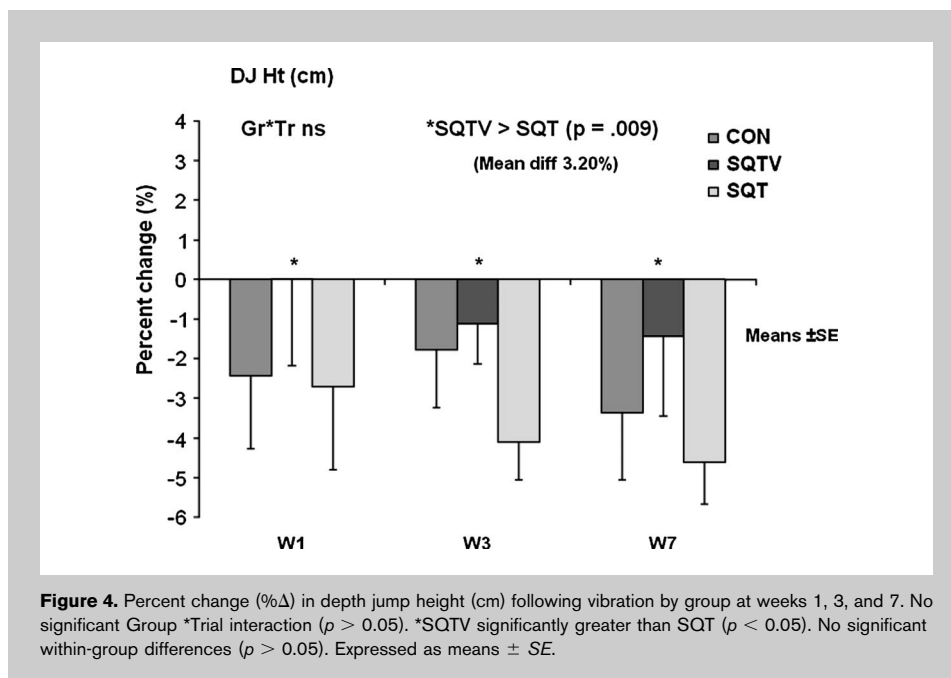 DJ Ht (cm)
Gr*Tr ns
*SQTV > SQT (p = .009)
(Mean diff 3.20%)
CON
SQTV
SQT
Percent change (%)
4
3
2
1
0
-1
-2
-3
-4
-5
-6
* * *
Means ±SE
W1 W3 W7
Figure 4. Percent change (%Δ) in depth jump height (cm) following vibration by group at weeks 1, 3, and 7. No
significant Group *Trial interaction (p > 0.05). *SQTV significantly greater than SQT (p < 0.05). No significant
within-group differences (p > 0.05). Expressed as means ± SE.